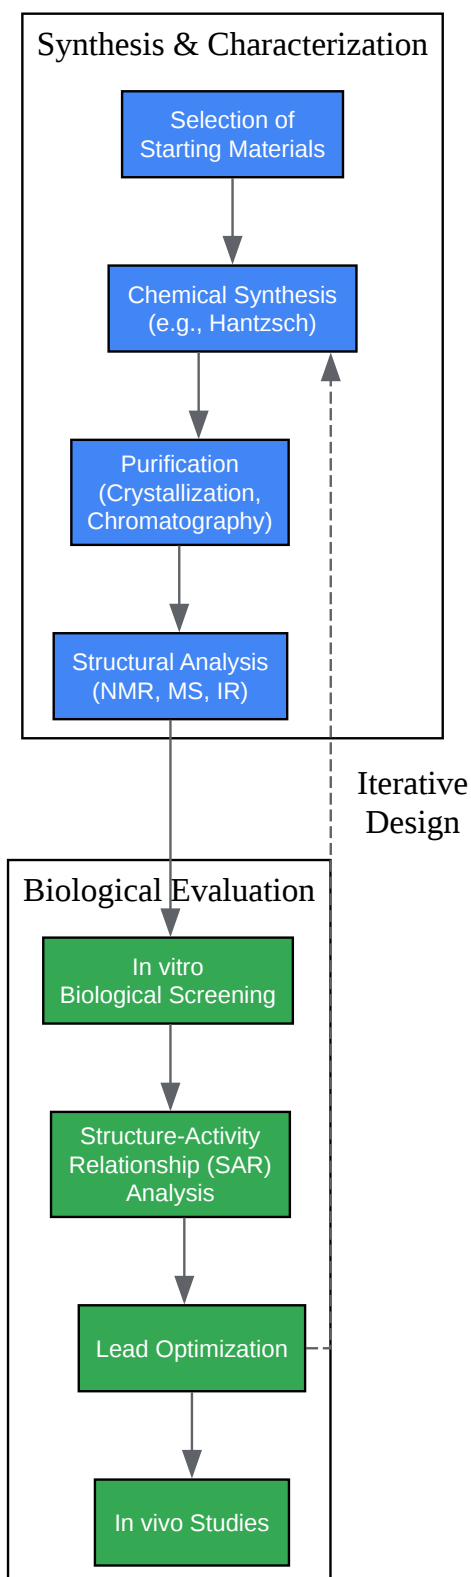 Synthesis & Characterization
Selection of
Starting Materials
Chemical Synthesis
(e.g., Hantzsch)
Purification
(Crystallization,
Chromatography)
Structural Analysis
(NMR, MS, IR)
Iterative
Design
Biological Evaluation
In vitro
Biological Screening
Structure-Activity
Relationship (SAR)
Analysis
Lead Optimization
In vivo Studies